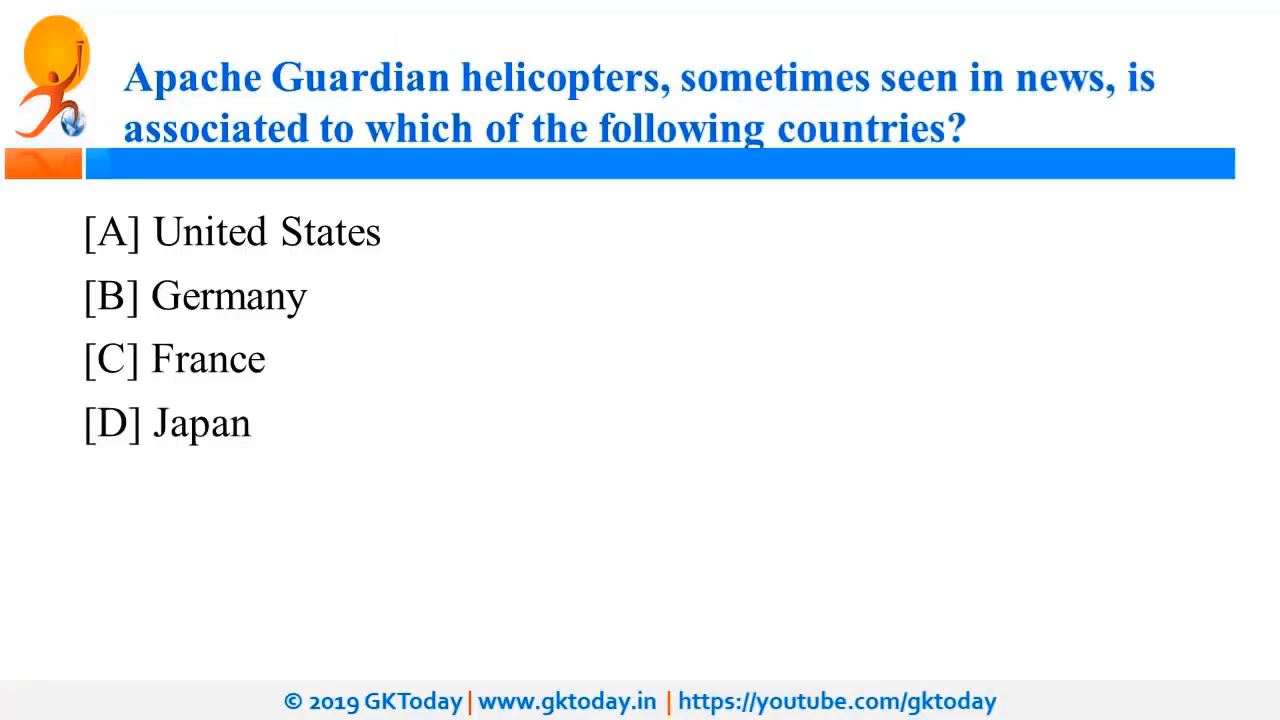 Apache Guardian helicopters, sometimes seen in news, is
associated to which of the following countries?
[A] United States
[B] Germany
[C] France
[D] Japan
© 2019 GKToday | www.gktoday.in | https://youtube.com/gktoday